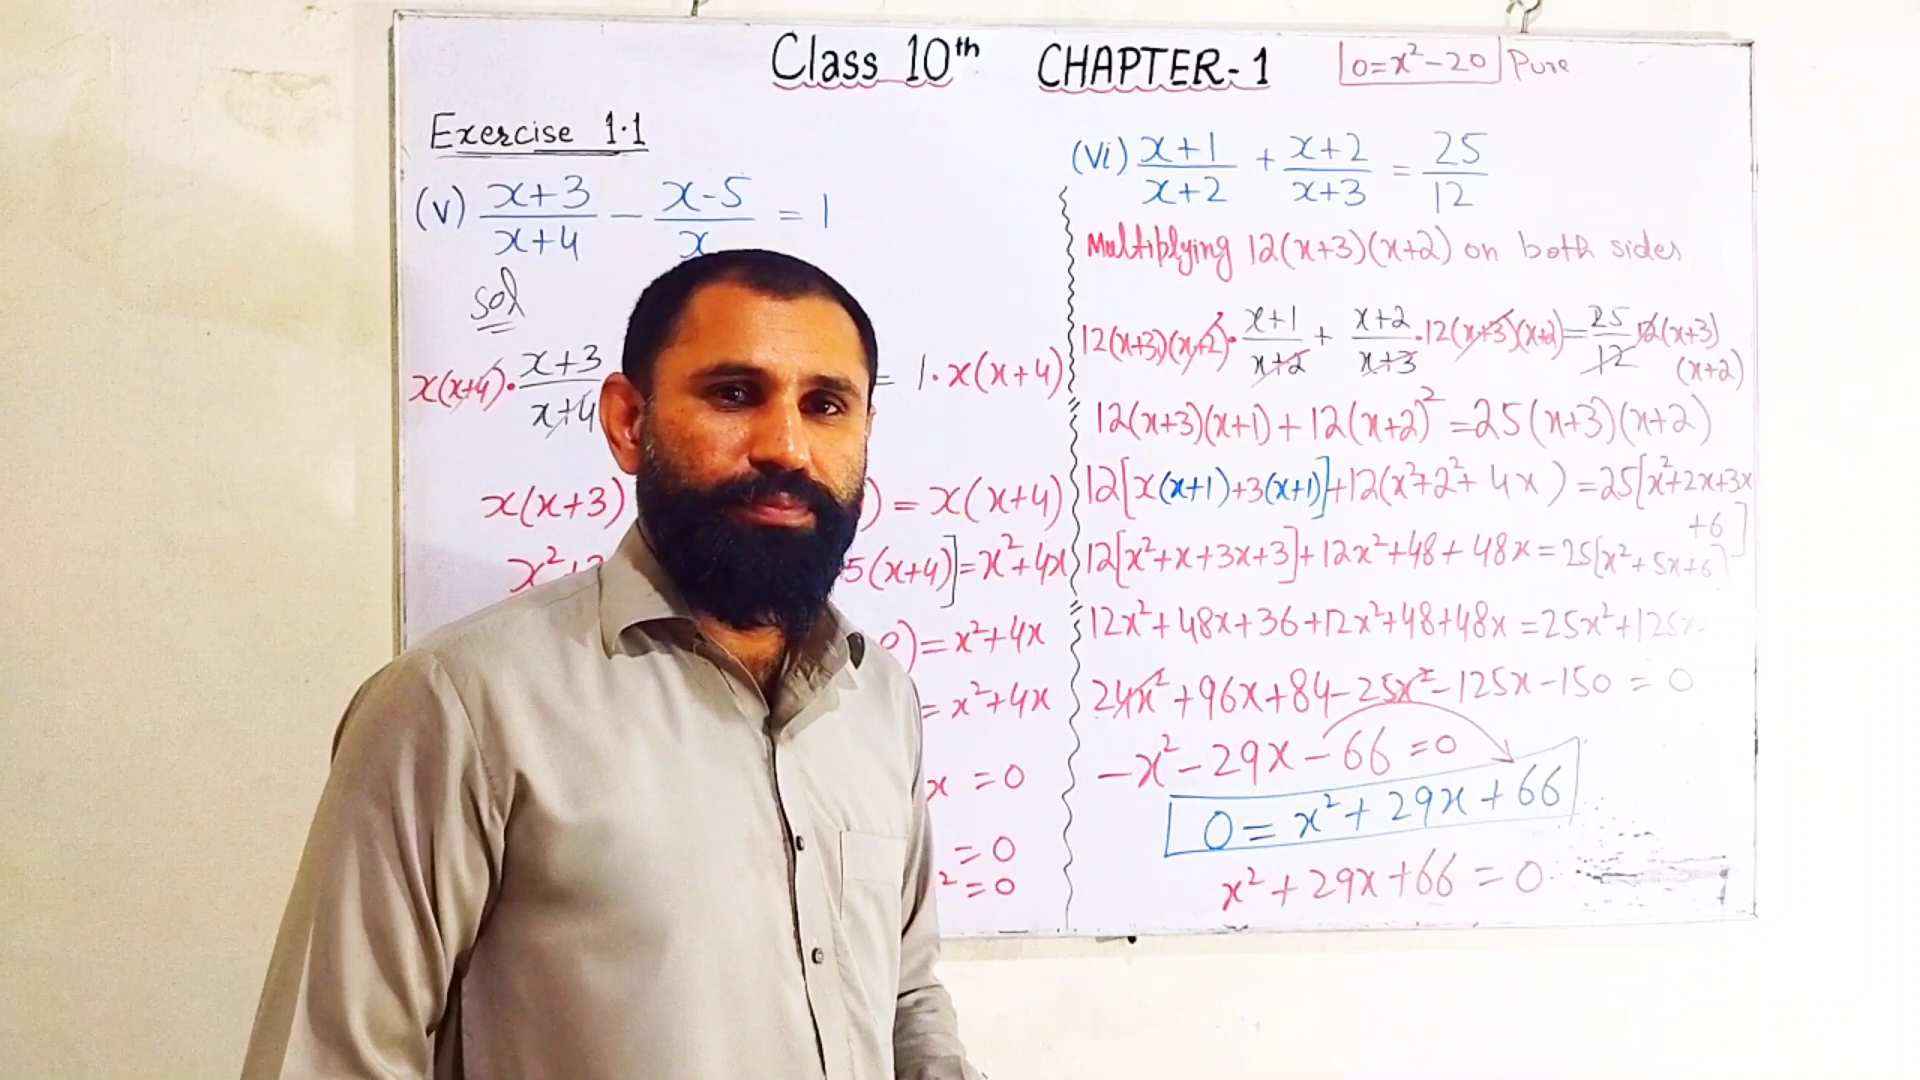 Class 10th CHAPTER-1
0=x²-20 Pure
Exercise 1.1
(v) x+3/x+4 - x-5/x = 1
sol
x(x+4)·x+3/x+4 = 1·x(x+4)
x(x+3) ) = x(x+4)
x² 5(x+4)]=x²+4x
)=x²+4x
= x²+4x
x = 0
= 0
²=0
(vi) x+1/x+2 + x+2/x+3 = 25/12
Multiplying 12(x+3)(x+2) on both sides
12(x+3)(x+2)·x+1/x+2 + x+2/x+3·12(x+3)(x+2)=25/12 12(x+3)
(x+2)
12(x+3)(x+1)+12(x+2)²=25(x+3)(x+2)
12[x(x+1)+3(x+1)]+12(x²+2²+4x)=25[x²+2x+3x
+6]
12[x²+x+3x+3]+12x²+48+48x=25[x²+5x+6]
12x²+48x+36+12x²+48+48x=25x²+125x
24x²+96x+84-25x²-125x-150=0
-x²-29x-66=0
0=x²+29x+66
x²+29x+66=0